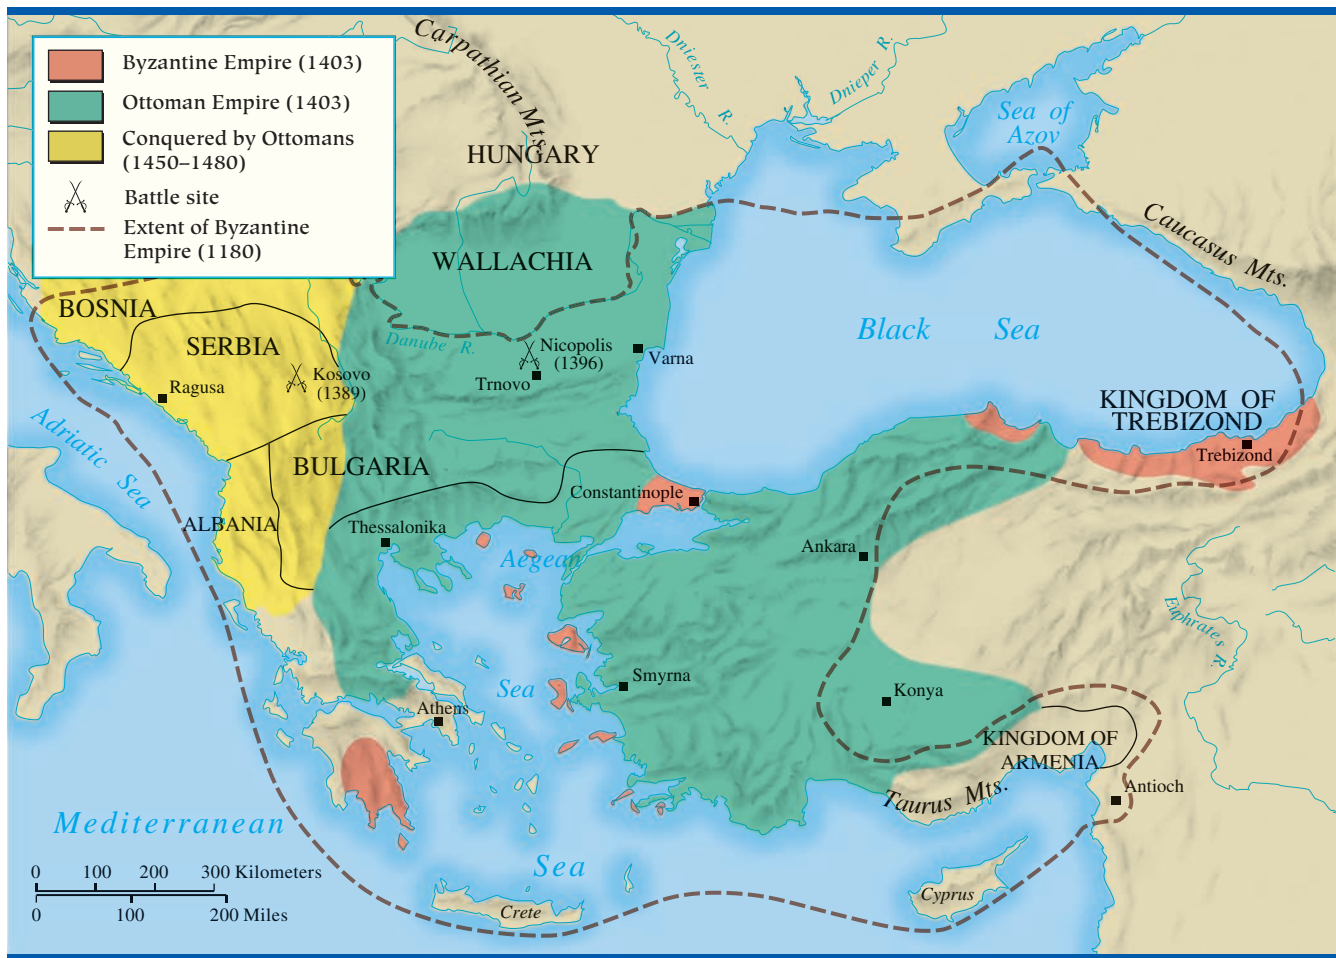 Byzantine Empire (1403)
Ottoman Empire (1403)
Conquered by Ottomans
(1450–1480)
Battle site
Extent of Byzantine
Empire (1180)
Carpathian Mts.
Dniester R.
Dnieper R.
Sea of
Azov
HUNGARY
Caucasus Mts.
WALLACHIA
BOSNIA
SERBIA
Danube R.
Nicopolis
(1396)
Varna
Black Sea
Kosovo
(1389)
Trnovo
Ragusa
KINGDOM OF
TREBIZOND
Trebizond
Adriatic Sea
BULGARIA
Constantinople
ALBANIA
Thessalonika
Aegean
Sea
Ankara
Euphrates R.
Smyrna
Konya
Athens
KINGDOM OF
ARMENIA
Taurus Mts.
Antioch
Mediterranean
Sea
Cyprus
Crete
0 100 200 300 Kilometers
0 100 200 Miles